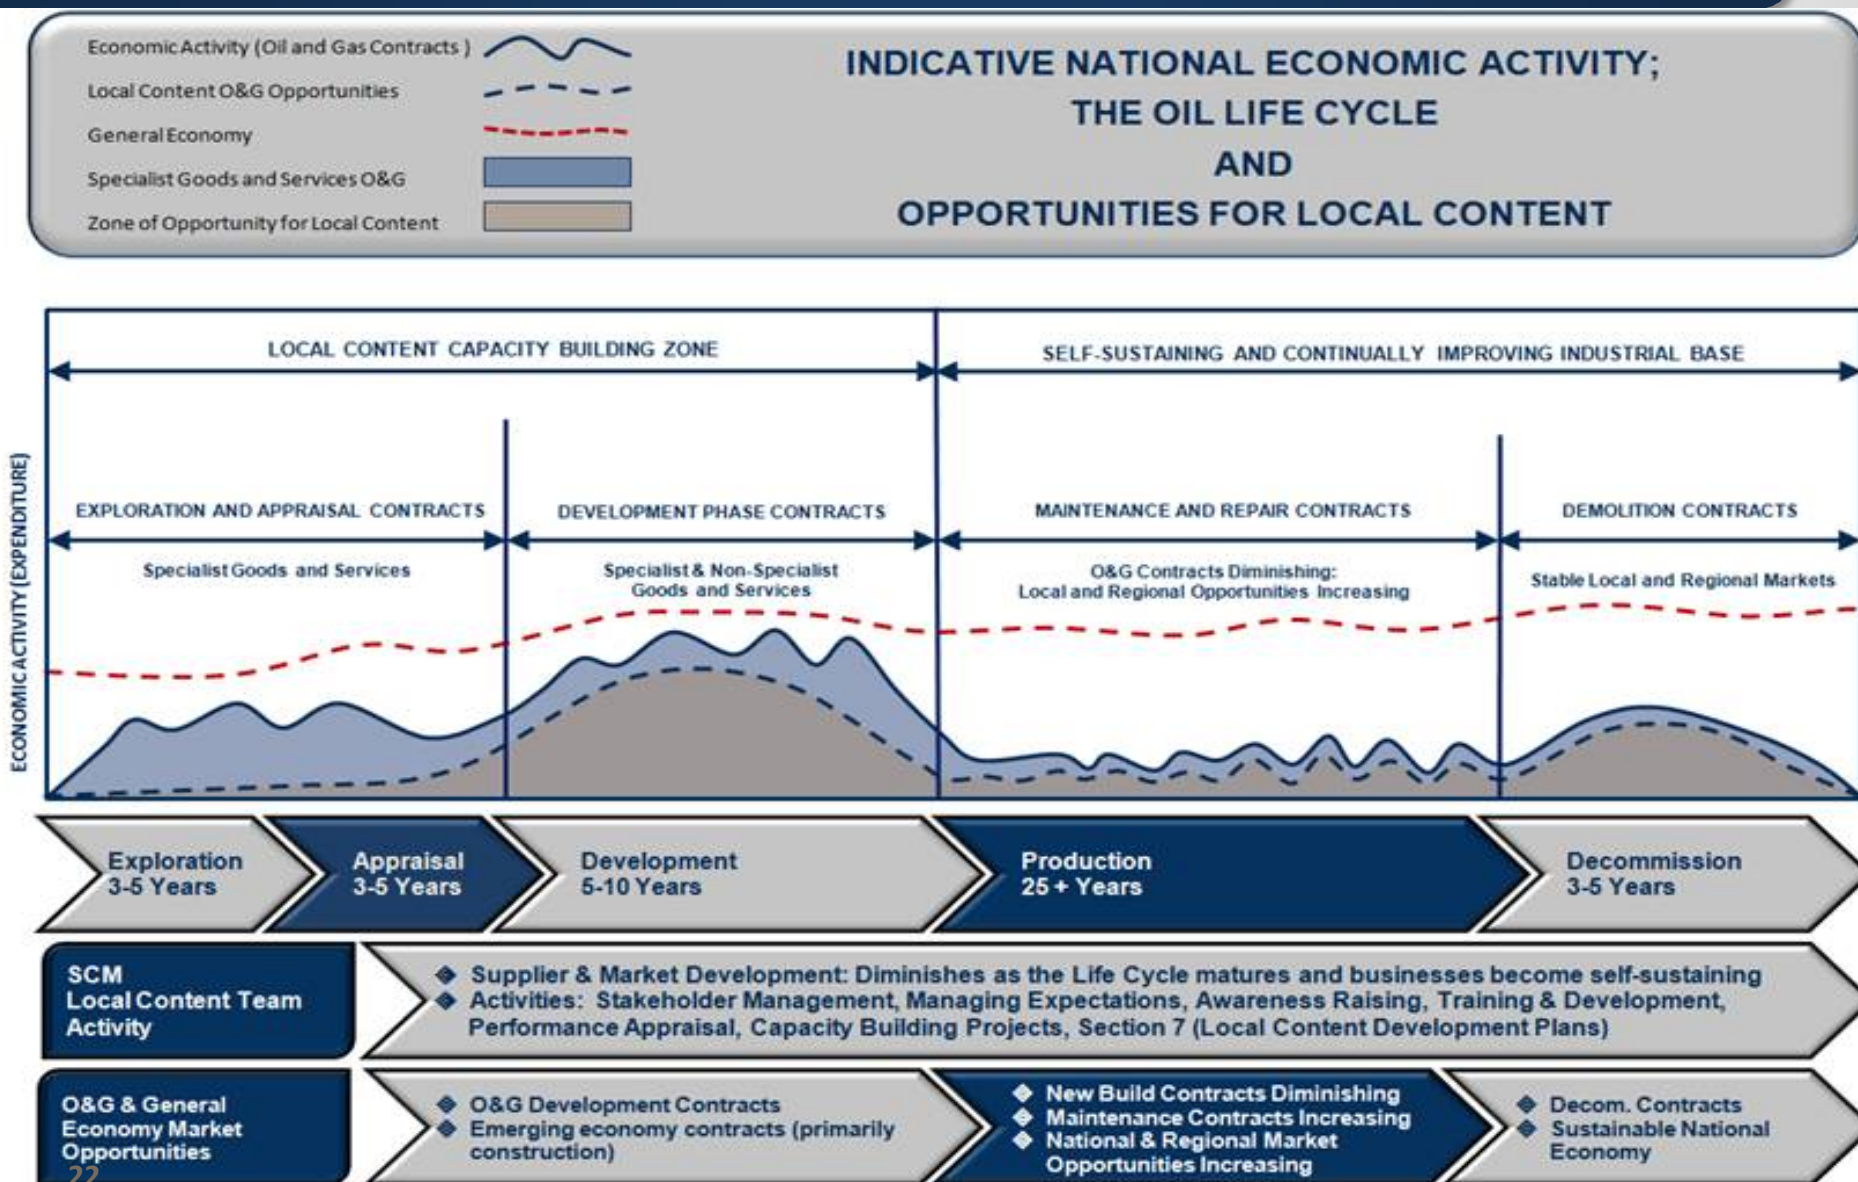 Economic Activity (Oil and Gas Contracts )
Local Content O&G Opportunities
General Economy
Specialist Goods and Services O&G
Zone of Opportunity for Local Content
INDICATIVE NATIONAL ECONOMIC ACTIVITY;
THE OIL LIFE CYCLE
AND
OPPORTUNITIES FOR LOCAL CONTENT
LOCAL CONTENT CAPACITY BUILDING ZONE
SELF-SUSTAINING AND CONTINUALLY IMPROVING INDUSTRIAL BASE
ECONOMIC ACTIVITY (EXPENDITURE)
EXPLORATION AND APPRAISAL CONTRACTS
DEVELOPMENT PHASE CONTRACTS
MAINTENANCE AND REPAIR CONTRACTS
DEMOLITION CONTRACTS
Specialist Goods and Services
Specialist & Non-Specialist
Goods and Services
O&G Contracts Diminishing:
Local and Regional Opportunities Increasing
Stable Local and Regional Markets
Exploration
3-5 Years
Appraisal
3-5 Years
Development
5-10 Years
Production
25 + Years
Decommission
3-5 Years
SCM
Local Content Team
Activity
❖ Supplier & Market Development: Diminishes as the Life Cycle matures and businesses become self-sustaining
❖ Activities: Stakeholder Management, Managing Expectations, Awareness Raising, Training & Development,
Performance Appraisal, Capacity Building Projects, Section 7 (Local Content Development Plans)
O&G & General
Economy Market
Opportunities
❖ O&G Development Contracts
❖ Emerging economy contracts (primarily
construction)
❖ New Build Contracts Diminishing
❖ Maintenance Contracts Increasing
❖ National & Regional Market
Opportunities Increasing
❖ Decom. Contracts
❖ Sustainable National
Economy
22